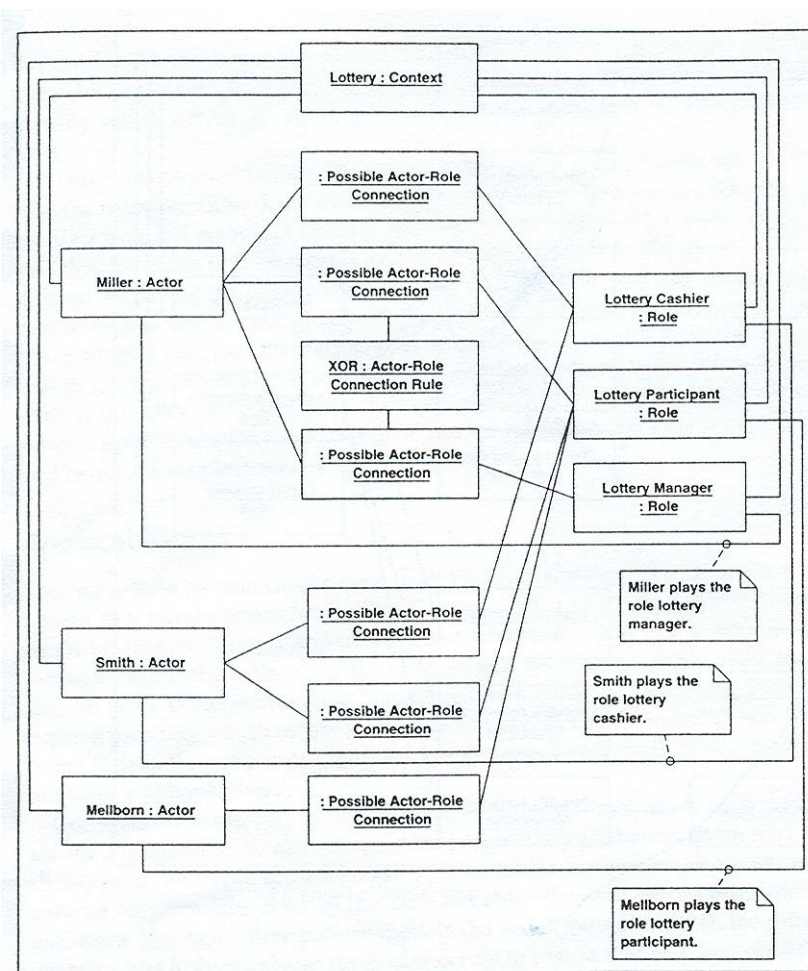 Lottery : Context
: Possible Actor-Role
Connection
Miller : Actor
: Possible Actor-Role
Connection
Lottery Cashier
: Role
XOR : Actor-Role
Connection Rule
Lottery Participant
: Role
: Possible Actor-Role
Connection
Lottery Manager
: Role
Miller plays the
role lottery
manager.
: Possible Actor-Role
Connection
Smith : Actor
Smith plays the
role lottery
cashier.
: Possible Actor-Role
Connection
Mellborn : Actor
: Possible Actor-Role
Connection
Mellborn plays the
role lottery
participant.